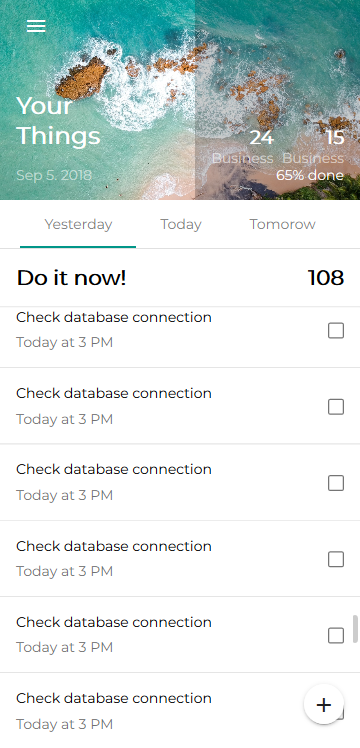 Your
Things
24 15
Business Business
Sep 5, 2018 65% done
Yesterday Today Tomorow
Do it now! 108
Check database connection
Today at 3 PM
Check database connection
Today at 3 PM
Check database connection
Today at 3 PM
Check database connection
Today at 3 PM
Check database connection
Today at 3 PM
Check database connection
Today at 3 PM
+